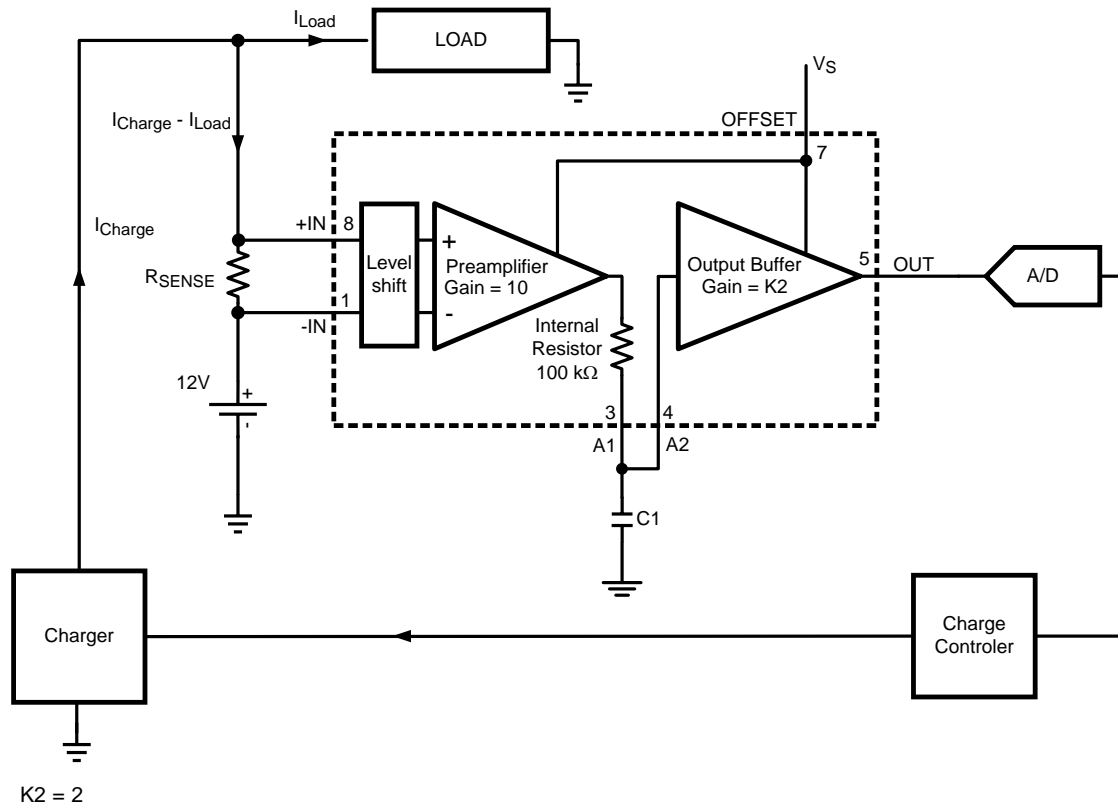 I Load
LOAD
VS
ICharge - ILoad
OFFSET
7
ICharge
+IN
8
RSENSE
Level
shift
+
-
Preamplifier
Gain = 10
Output Buffer
Gain = K2
5
OUT
A/D
1
-IN
Internal
Resistor
100 kΩ
12V
+
-
3
4
A1
A2
C1
Charger
Charge
Controler
K2 = 2